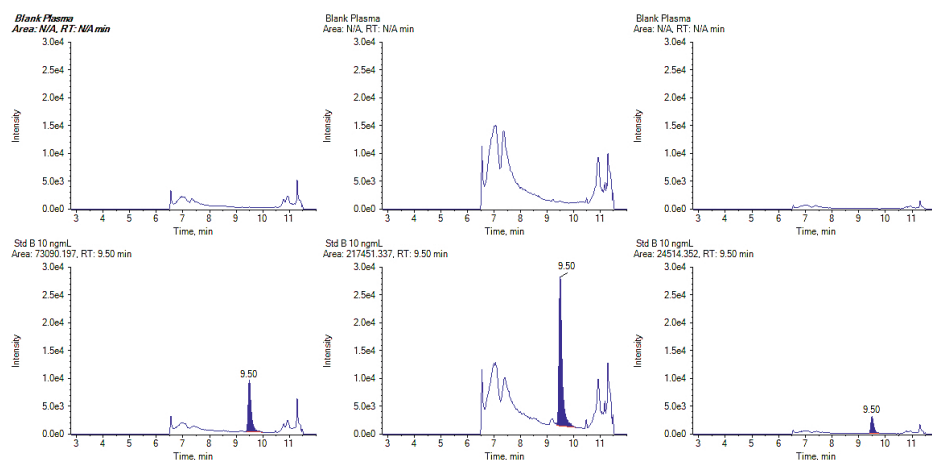 Blank Plasma
Area: N/A, RT: N/A min
3.0e4
2.5e4
2.0e4
1.5e4
1.0e4
5.0e3
0.0e0
Intensity
3 4 5 6 7 8 9 10 11
Time, min
Blank Plasma
Area: N/A, RT: N/A min
3.0e4
2.5e4
2.0e4
1.5e4
1.0e4
5.0e3
0.0e0
Intensity
3 4 5 6 7 8 9 10 11
Time, min
Blank Plasma
Area: N/A, RT: N/A min
3.0e4
2.5e4
2.0e4
1.5e4
1.0e4
5.0e3
0.0e0
Intensity
3 4 5 6 7 8 9 10 11
Time, min
Std B 10 ngmL
Area: 73090.197, RT: 9.50 min
3.0e4
2.5e4
2.0e4
1.5e4
1.0e4
5.0e3
0.0e0
Intensity
9.50
3 4 5 6 7 8 9 10 11
Time, min
Std B 10 ngmL
Area: 217451.337, RT: 9.50 min
3.0e4
2.5e4
2.0e4
1.5e4
1.0e4
5.0e3
0.0e0
Intensity
9.50
3 4 5 6 7 8 9 10 11
Time, min
Std B 10 ngmL
Area: 24514.352, RT: 9.50 min
3.0e4
2.5e4
2.0e4
1.5e4
1.0e4
5.0e3
0.0e0
Intensity
9.50
3 4 5 6 7 8 9 10 11
Time, min